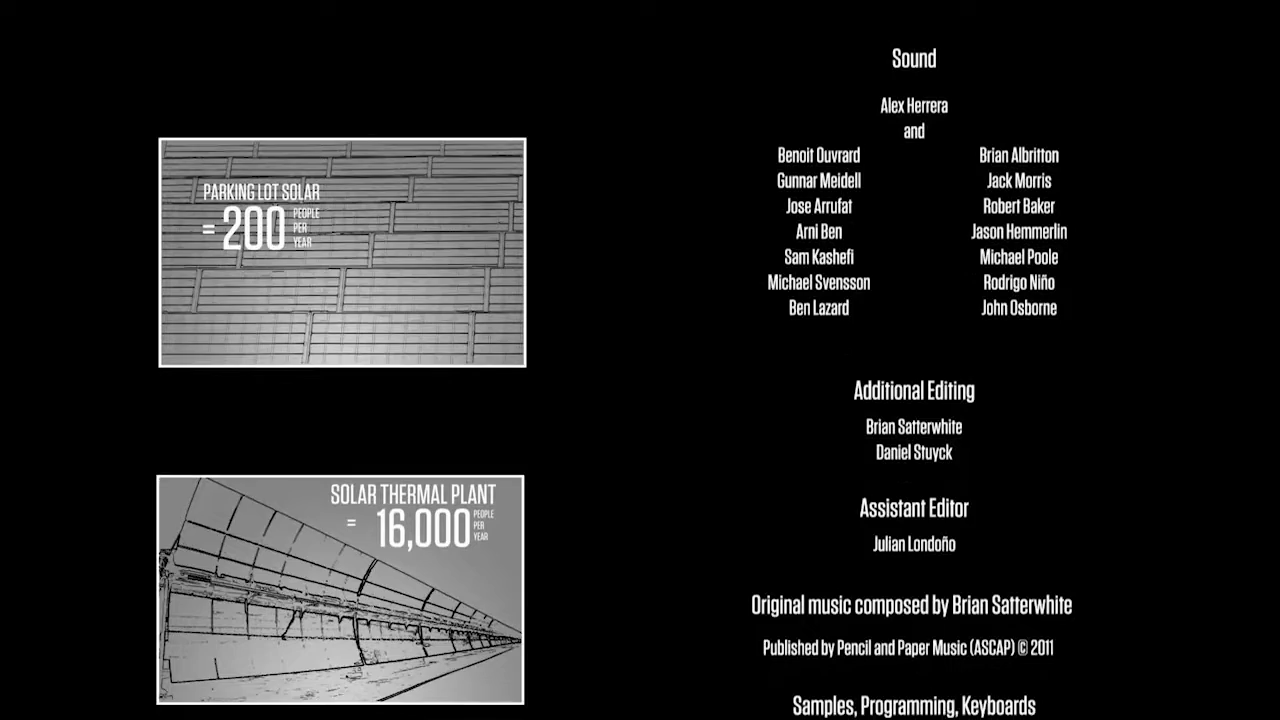 PARKING LOT SOLAR
= 200 PEOPLE
PER
YEAR
SOLAR THERMAL PLANT
= 16,000 PEOPLE
PER
YEAR
Sound
Alex Herrera
and
Benoit Ouvrard Brian Albritton
Gunnar Meidell Jack Morris
Jose Arrufat Robert Baker
Arni Ben Jason Hemmerlin
Sam Kashefi Michael Poole
Michael Svensson Rodrigo Niño
Ben Lazard John Osborne
Additional Editing
Brian Satterwhite
Daniel Stuyck
Assistant Editor
Julian Londoño
Original music composed by Brian Satterwhite
Published by Pencil and Paper Music (ASCAP) © 2011
Samples, Programming, Keyboards